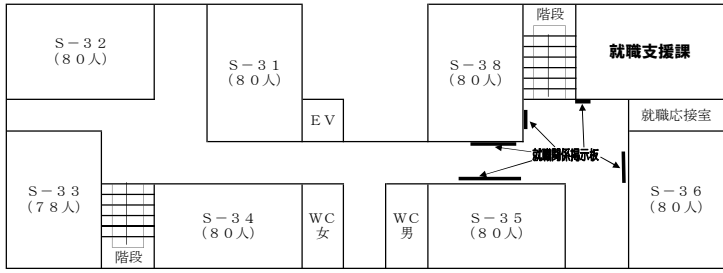 階段
S－32
(80人)
S－31
(80人)
S－38
(80人)
就職支援課
EV
就職応接室
就職関係掲示板
S－33
(78人)
S－34
(80人)
WC
女
WC
男
S－35
(80人)
S－36
(80人)
階段